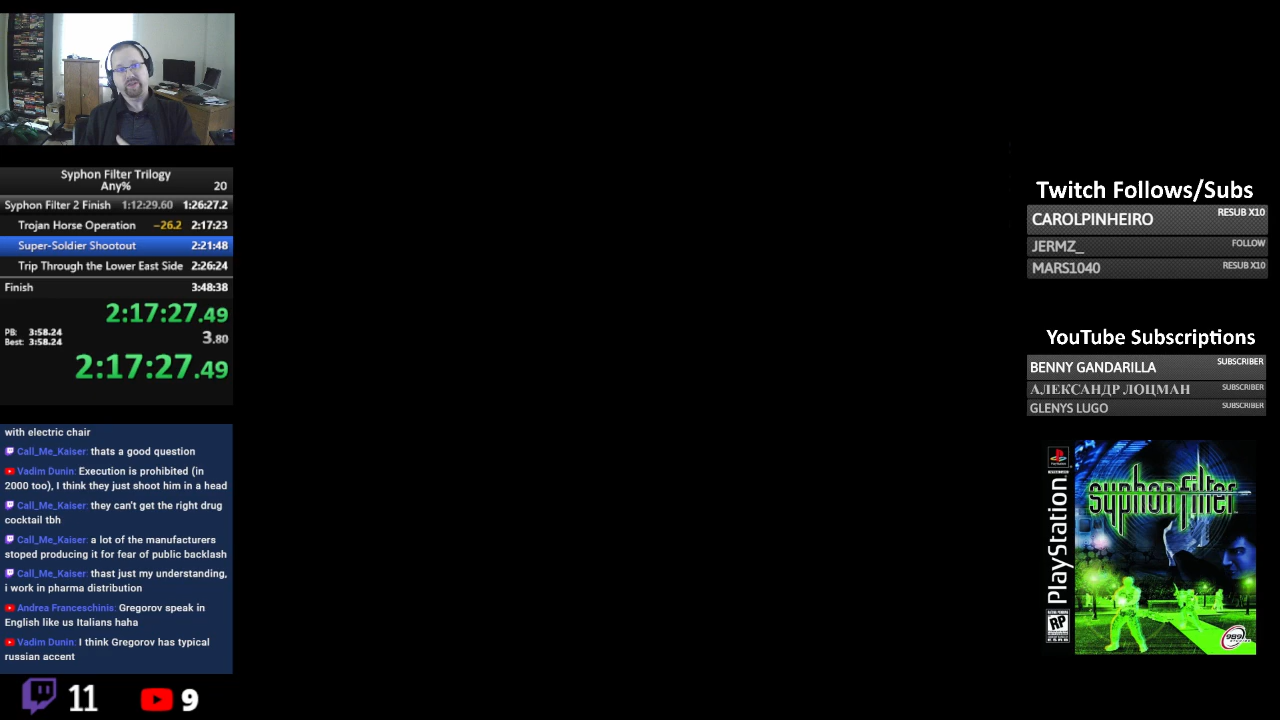 Syphon Filter Trilogy
Any% 20
Syphon Filter 2 Finish 1:12:29.60 1:26:27.2
Trojan Horse Operation −26.2 2:17:23
Super-Soldier Shootout 2:21:48
Trip Through the Lower East Side 2:26:24
Finish 3:48:38
2:17:27.49
PB: 3:58.24
Best: 3:58.24
3.80
2:17:27.49
with electric chair
Call_Me_Kaiser: thats a good question
Vadim Dunin: Execution is prohibited (in
2000 too), I think they just shoot him in a head
Call_Me_Kaiser: they can't get the right drug
cocktail tbh
Call_Me_Kaiser: a lot of the manufacturers
stoped producing it for fear of public backlash
Call_Me_Kaiser: thast just my understanding,
i work in pharma distribution
Andrea Franceschinis: Gregorov speak in
English like us Italians haha
Vadim Dunin: I think Gregorov has typical
russian accent
11 9
Twitch Follows/Subs
CAROLPINHEIRO RESUB X10
JERMZ_ FOLLOW
MARS1040 RESUB X10
YouTube Subscriptions
BENNY GANDARILLA SUBSCRIBER
АЛЕКСАНДР ЛОЦМАН SUBSCRIBER
GLENYS LUGO SUBSCRIBER
PlayStation
syphon filter
RP
989